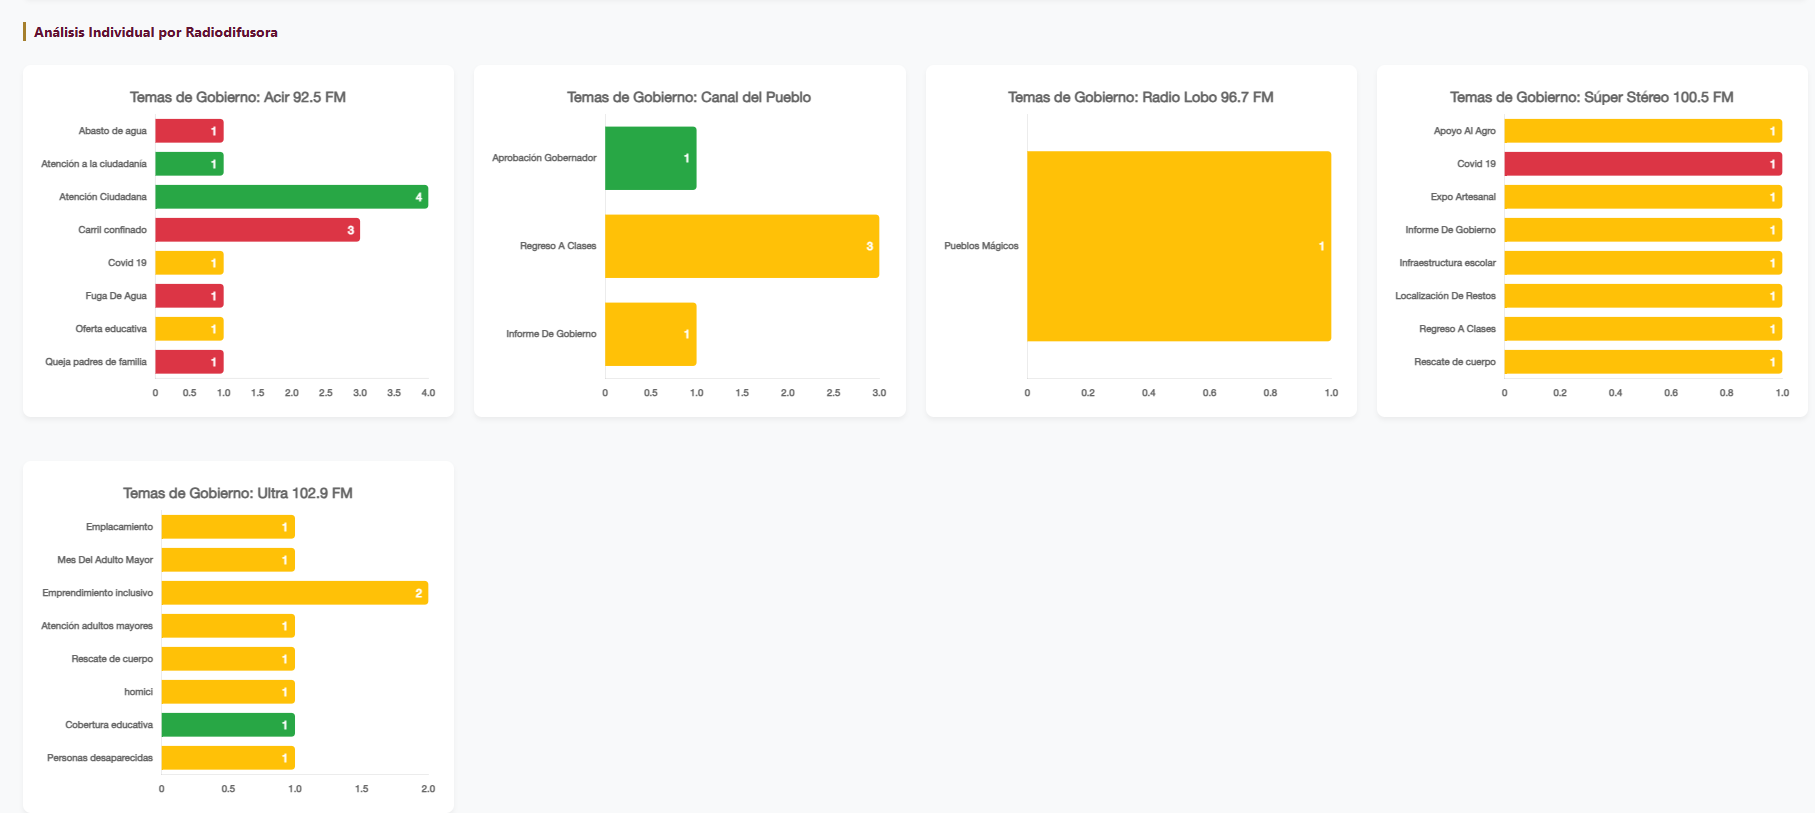 Análisis Individual por Radiodifusora
Temas de Gobierno: Acir 92.5 FM
Abasto de agua 1
Atención a la ciudadanía 1
Atención Ciudadana 4
Carril confinado 3
Covid 19 1
Fuga De Agua 1
Oferta educativa 1
Queja padres de familia 1
0 0.5 1.0 1.5 2.0 2.5 3.0 3.5 4.0
Temas de Gobierno: Canal del Pueblo
Aprobación Gobernador 1
Regreso A Clases 3
Informe De Gobierno 1
0 0.5 1.0 1.5 2.0 2.5 3.0
Temas de Gobierno: Radio Lobo 96.7 FM
Pueblos Mágicos 1
0 0.2 0.4 0.6 0.8 1.0
Temas de Gobierno: Súper Stéreo 100.5 FM
Apoyo Al Agro 1
Covid 19 1
Expo Artesanal 1
Informe De Gobierno 1
Infraestructura escolar 1
Localización De Restos 1
Regreso A Clases 1
Rescate de cuerpo 1
0 0.2 0.4 0.6 0.8 1.0
Temas de Gobierno: Ultra 102.9 FM
Emplacamiento 1
Mes Del Adulto Mayor 1
Emprendimiento inclusivo 2
Atención adultos mayores 1
Rescate de cuerpo 1
homici 1
Cobertura educativa 1
Personas desaparecidas 1
0 0.5 1.0 1.5 2.0